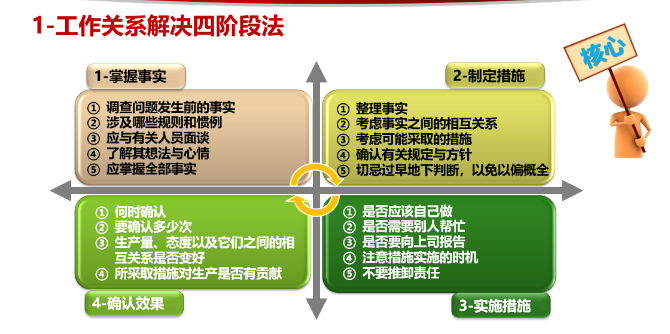 1-工作关系解决四阶段法
核心
1-掌握事实
① 调查问题发生前的事实
② 涉及哪些规则和惯例
③ 应与有关人员面谈
④ 了解其想法与心情
⑤ 应掌握全部事实
2-制定措施
① 整理事实
② 考虑事实之间的相互关系
③ 考虑可能采取的措施
④ 确认有关规定与方针
⑤ 切忌过早地下判断，以免以偏概全
① 何时确认
② 要确认多少次
③ 生产量、态度以及它们之间的相
互关系是否变好
④ 所采取措施对生产是否有贡献
4-确认效果
① 是否应该自己做
② 是否需要别人帮忙
③ 是否要向上司报告
④ 注意措施实施的时机
⑤ 不要推卸责任
3-实施措施